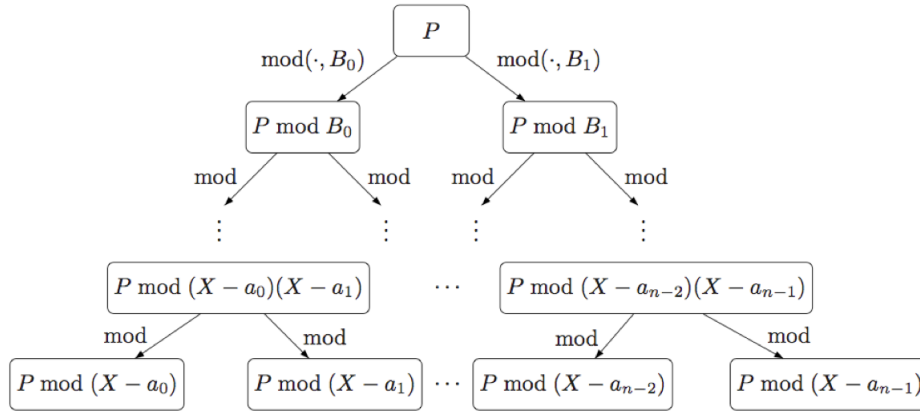 P
mod(·, B₀) mod(·, B₁)
P mod B₀ P mod B₁
mod mod mod mod
⋮ ⋮ ⋮ ⋮
P mod (X − a₀)(X − a₁) ⋯ P mod (X − aₙ₋₂)(X − aₙ₋₁)
mod mod mod mod
P mod (X − a₀) P mod (X − a₁) ⋯ P mod (X − aₙ₋₂) P mod (X − aₙ₋₁)